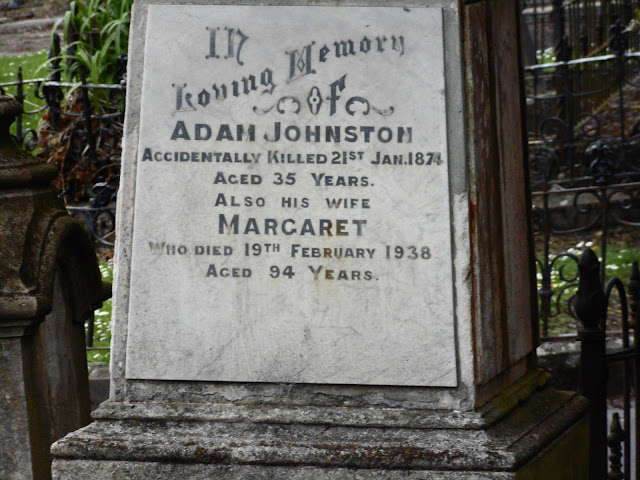 In
Loving Memory
Of
ADAM JOHNSTON
ACCIDENTALLY KILLED 21ST JAN. 1874
AGED 35 YEARS.
ALSO HIS WIFE
MARGARET
WHO DIED 19TH FEBRUARY 1938
AGED 94 YEARS.